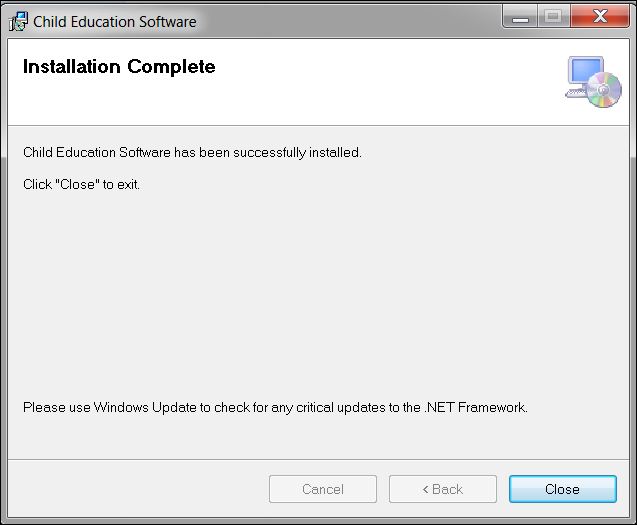 Child Education Software
Installation Complete
Child Education Software has been successfully installed.
Click "Close" to exit.
Please use Windows Update to check for any critical updates to the .NET Framework.
Cancel
< Back
Close